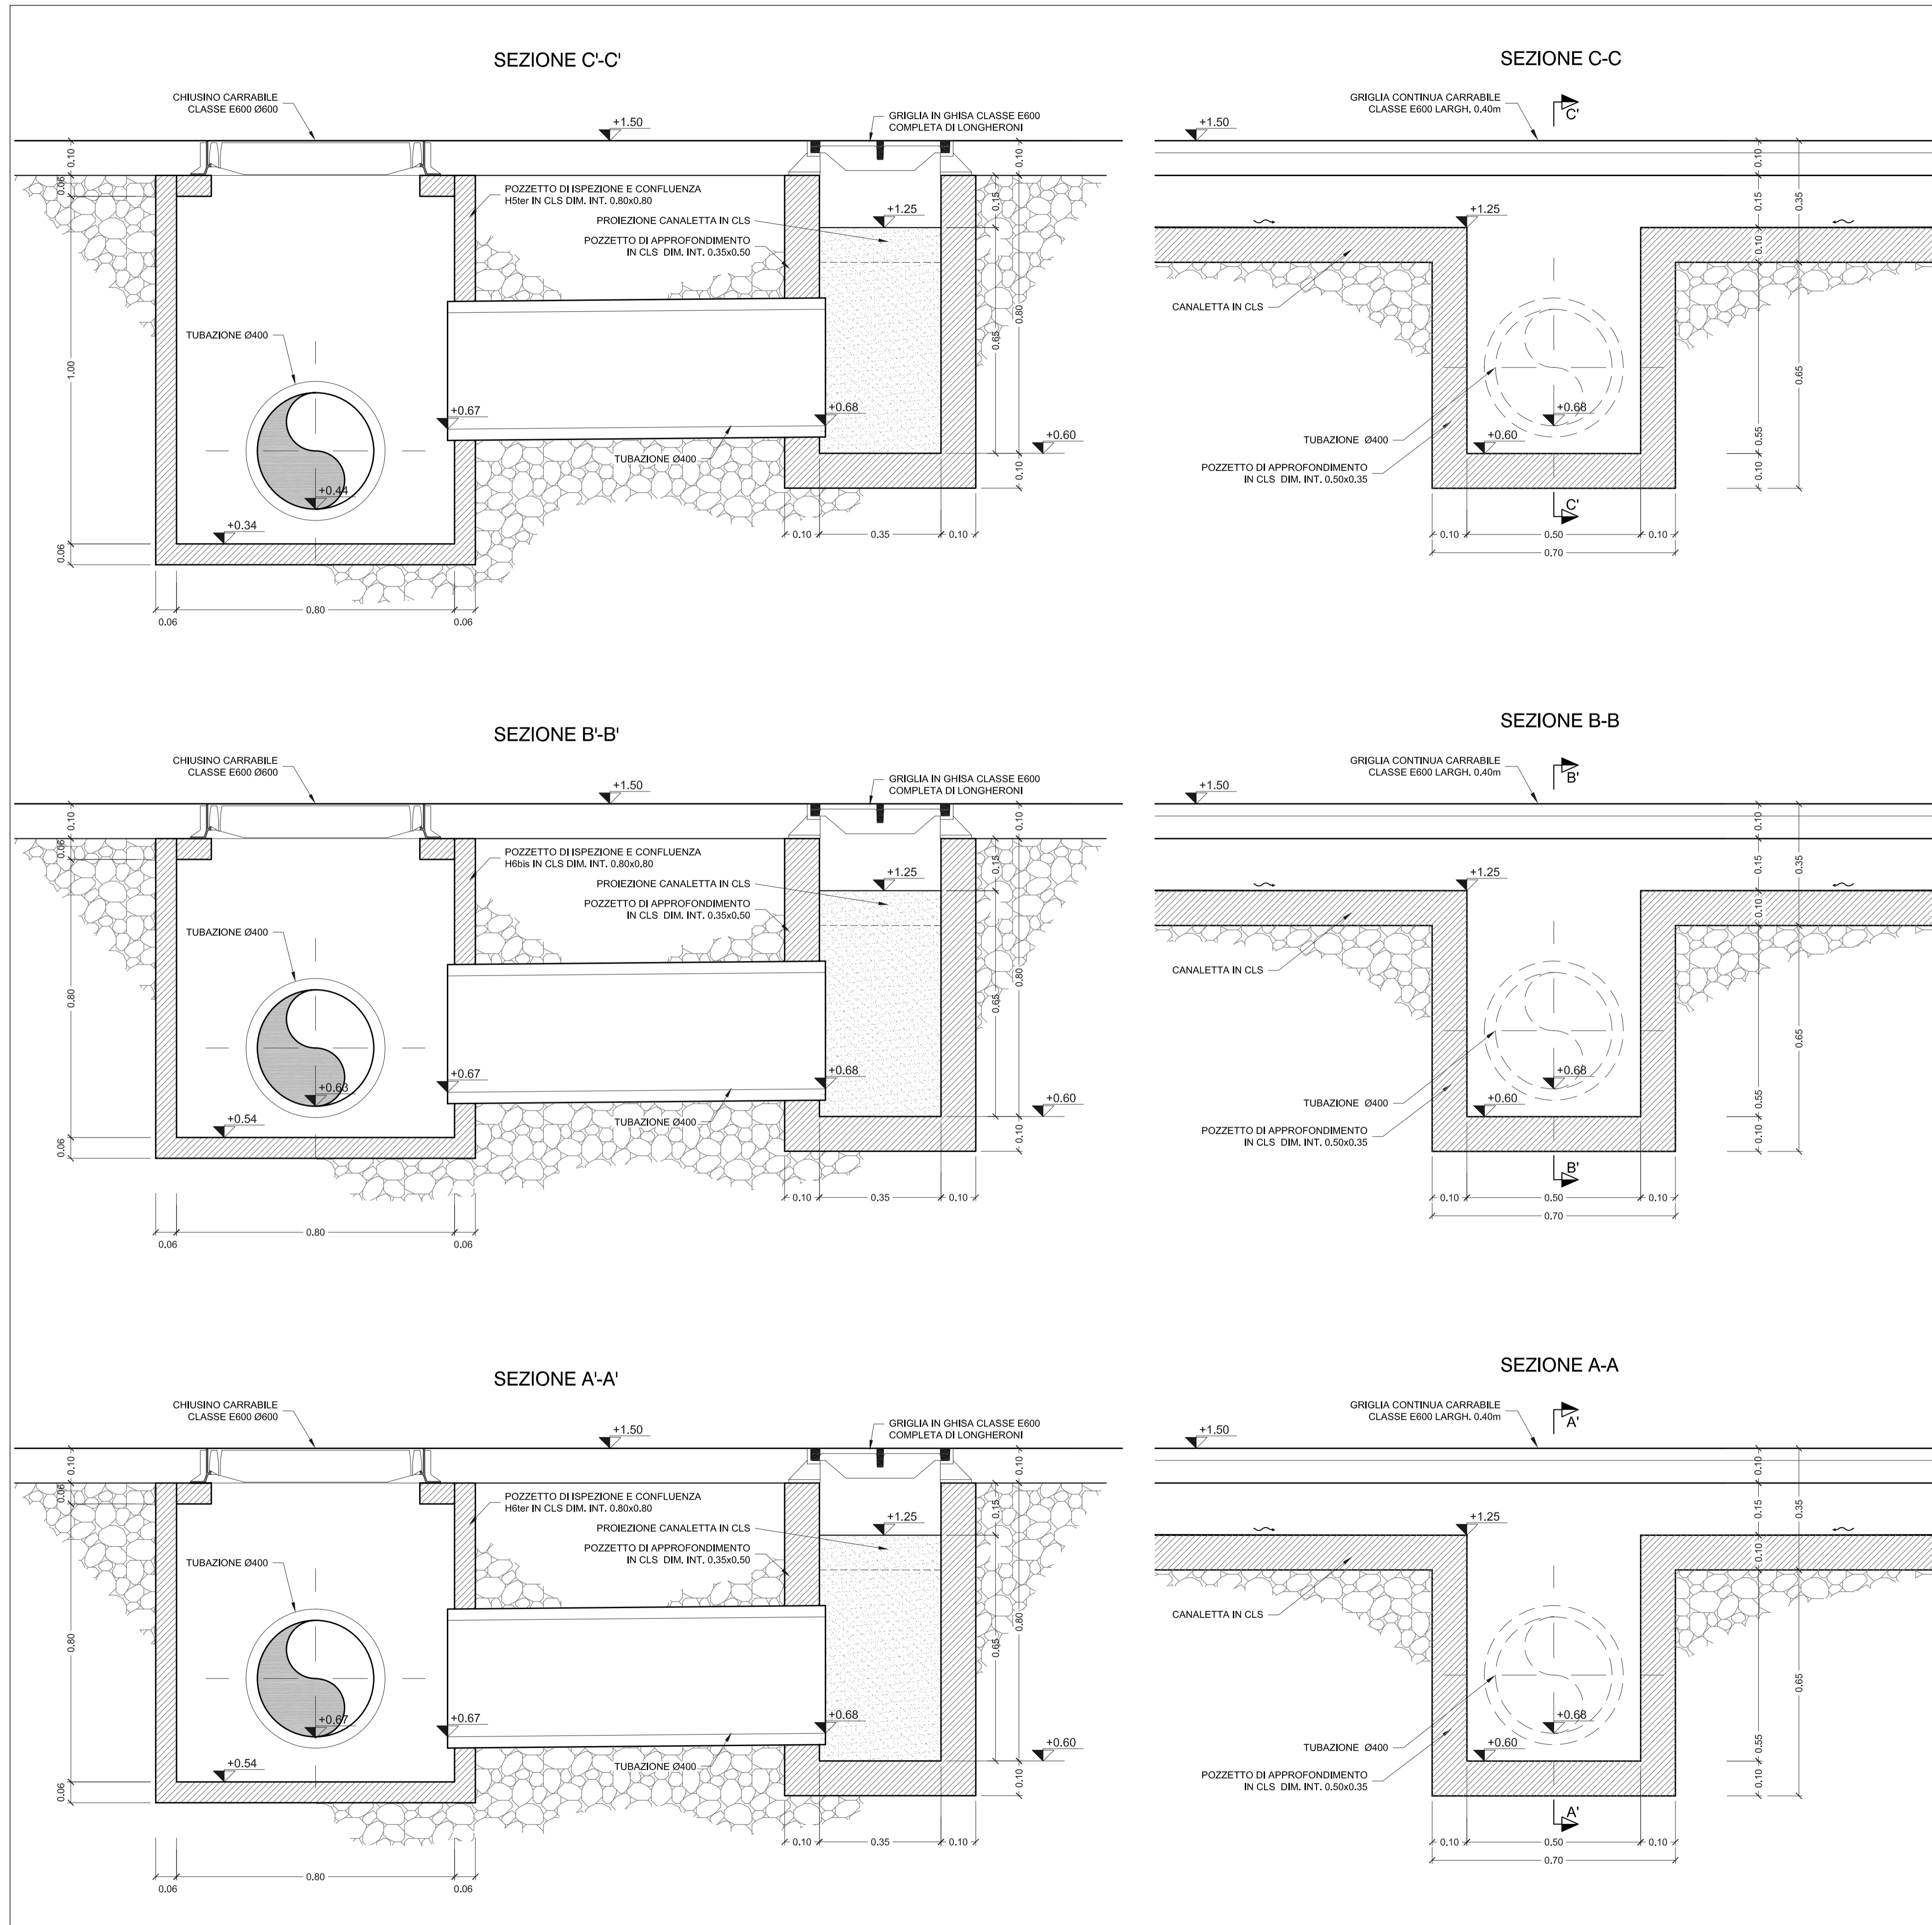 SEZIONE C'-C'
CHIUSINO CARRABILE
CLASSE E600 Ø600
+1.50
GRIGLIA IN GHISA CLASSE E600
COMPLETA DI LONGHERONI
POZZETTO DI ISPEZIONE E CONFLUENZA
H5ter IN CLS DIM. INT. 0.80x0.80
PROIEZIONE CANALETTA IN CLS
POZZETTO DI APPROFONDIMENTO
IN CLS DIM. INT. 0.35x0.50
+1.25
TUBAZIONE Ø400
+0.67
+0.68
TUBAZIONE Ø400
+0.60
+0.44
+0.34
0.10
0.06
1.00
0.06
0.06
0.80
0.06
0.10
0.15
0.80
0.65
0.10
0.10
0.35
0.10
SEZIONE C-C
GRIGLIA CONTINUA CARRABILE
CLASSE E600 LARGH. 0.40m
C'
+1.50
+1.25
CANALETTA IN CLS
TUBAZIONE Ø400
+0.68
+0.60
POZZETTO DI APPROFONDIMENTO
IN CLS DIM. INT. 0.50x0.35
C'
0.10
0.15
0.35
0.10
0.65
0.55
0.10
0.10
0.50
0.10
0.70
SEZIONE B'-B'
CHIUSINO CARRABILE
CLASSE E600 Ø600
+1.50
GRIGLIA IN GHISA CLASSE E600
COMPLETA DI LONGHERONI
POZZETTO DI ISPEZIONE E CONFLUENZA
H6bis IN CLS DIM. INT. 0.80x0.80
PROIEZIONE CANALETTA IN CLS
POZZETTO DI APPROFONDIMENTO
IN CLS DIM. INT. 0.35x0.50
+1.25
TUBAZIONE Ø400
+0.67
+0.68
TUBAZIONE Ø400
+0.60
+0.63
+0.54
0.10
0.06
0.80
0.06
0.06
0.80
0.06
0.10
0.15
0.80
0.65
0.10
0.10
0.35
0.10
SEZIONE B-B
GRIGLIA CONTINUA CARRABILE
CLASSE E600 LARGH. 0.40m
B'
+1.50
+1.25
CANALETTA IN CLS
TUBAZIONE Ø400
+0.68
+0.60
POZZETTO DI APPROFONDIMENTO
IN CLS DIM. INT. 0.50x0.35
B'
0.10
0.15
0.35
0.10
0.65
0.55
0.10
0.10
0.50
0.10
0.70
SEZIONE A'-A'
CHIUSINO CARRABILE
CLASSE E600 Ø600
+1.50
GRIGLIA IN GHISA CLASSE E600
COMPLETA DI LONGHERONI
POZZETTO DI ISPEZIONE E CONFLUENZA
H6ter IN CLS DIM. INT. 0.80x0.80
PROIEZIONE CANALETTA IN CLS
POZZETTO DI APPROFONDIMENTO
IN CLS DIM. INT. 0.35x0.50
+1.25
TUBAZIONE Ø400
+0.67
+0.67
+0.68
TUBAZIONE Ø400
+0.60
+0.54
0.10
0.06
0.80
0.06
0.06
0.80
0.06
0.10
0.15
0.80
0.65
0.10
0.10
0.35
0.10
SEZIONE A-A
GRIGLIA CONTINUA CARRABILE
CLASSE E600 LARGH. 0.40m
A'
+1.50
+1.25
CANALETTA IN CLS
TUBAZIONE Ø400
+0.68
+0.60
POZZETTO DI APPROFONDIMENTO
IN CLS DIM. INT. 0.50x0.35
A'
0.10
0.15
0.35
0.10
0.65
0.55
0.10
0.10
0.50
0.10
0.70